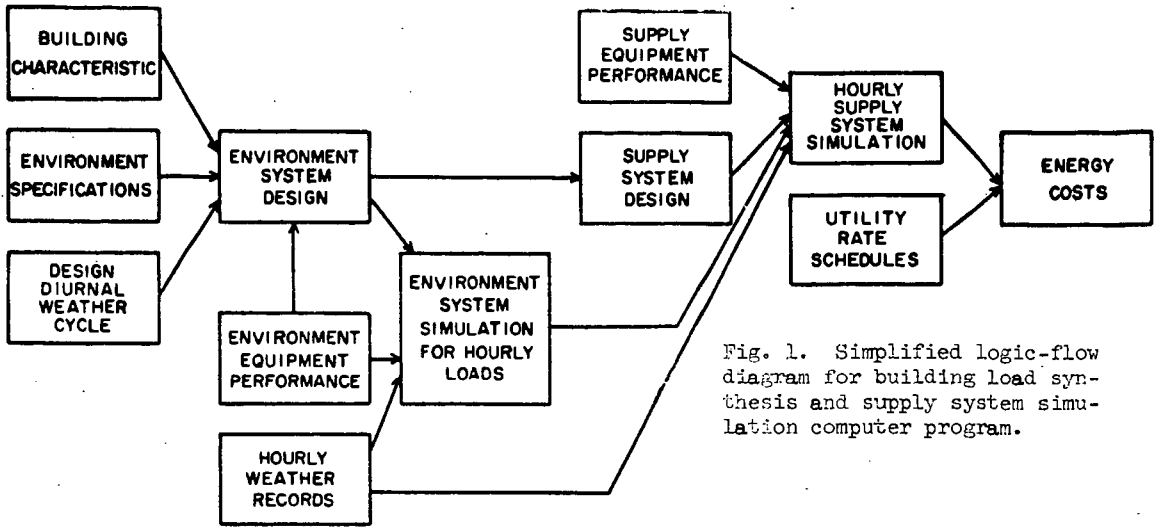 BUILDING
CHARACTERISTIC
ENVIRONMENT
SPECIFICATIONS
DESIGN
DIURNAL
WEATHER
CYCLE
ENVIRONMENT
SYSTEM
DESIGN
ENVIRONMENT
EQUIPMENT
PERFORMANCE
HOURLY
WEATHER
RECORDS
ENVIRONMENT
SYSTEM
SIMULATION
FOR HOURLY
LOADS
SUPPLY
EQUIPMENT
PERFORMANCE
SUPPLY
SYSTEM
DESIGN
HOURLY
SUPPLY
SYSTEM
SIMULATION
UTILITY
RATE
SCHEDULES
ENERGY
COSTS
Fig. 1. Simplified logic-flow
diagram for building load syn-
thesis and supply system simu-
lation computer program.